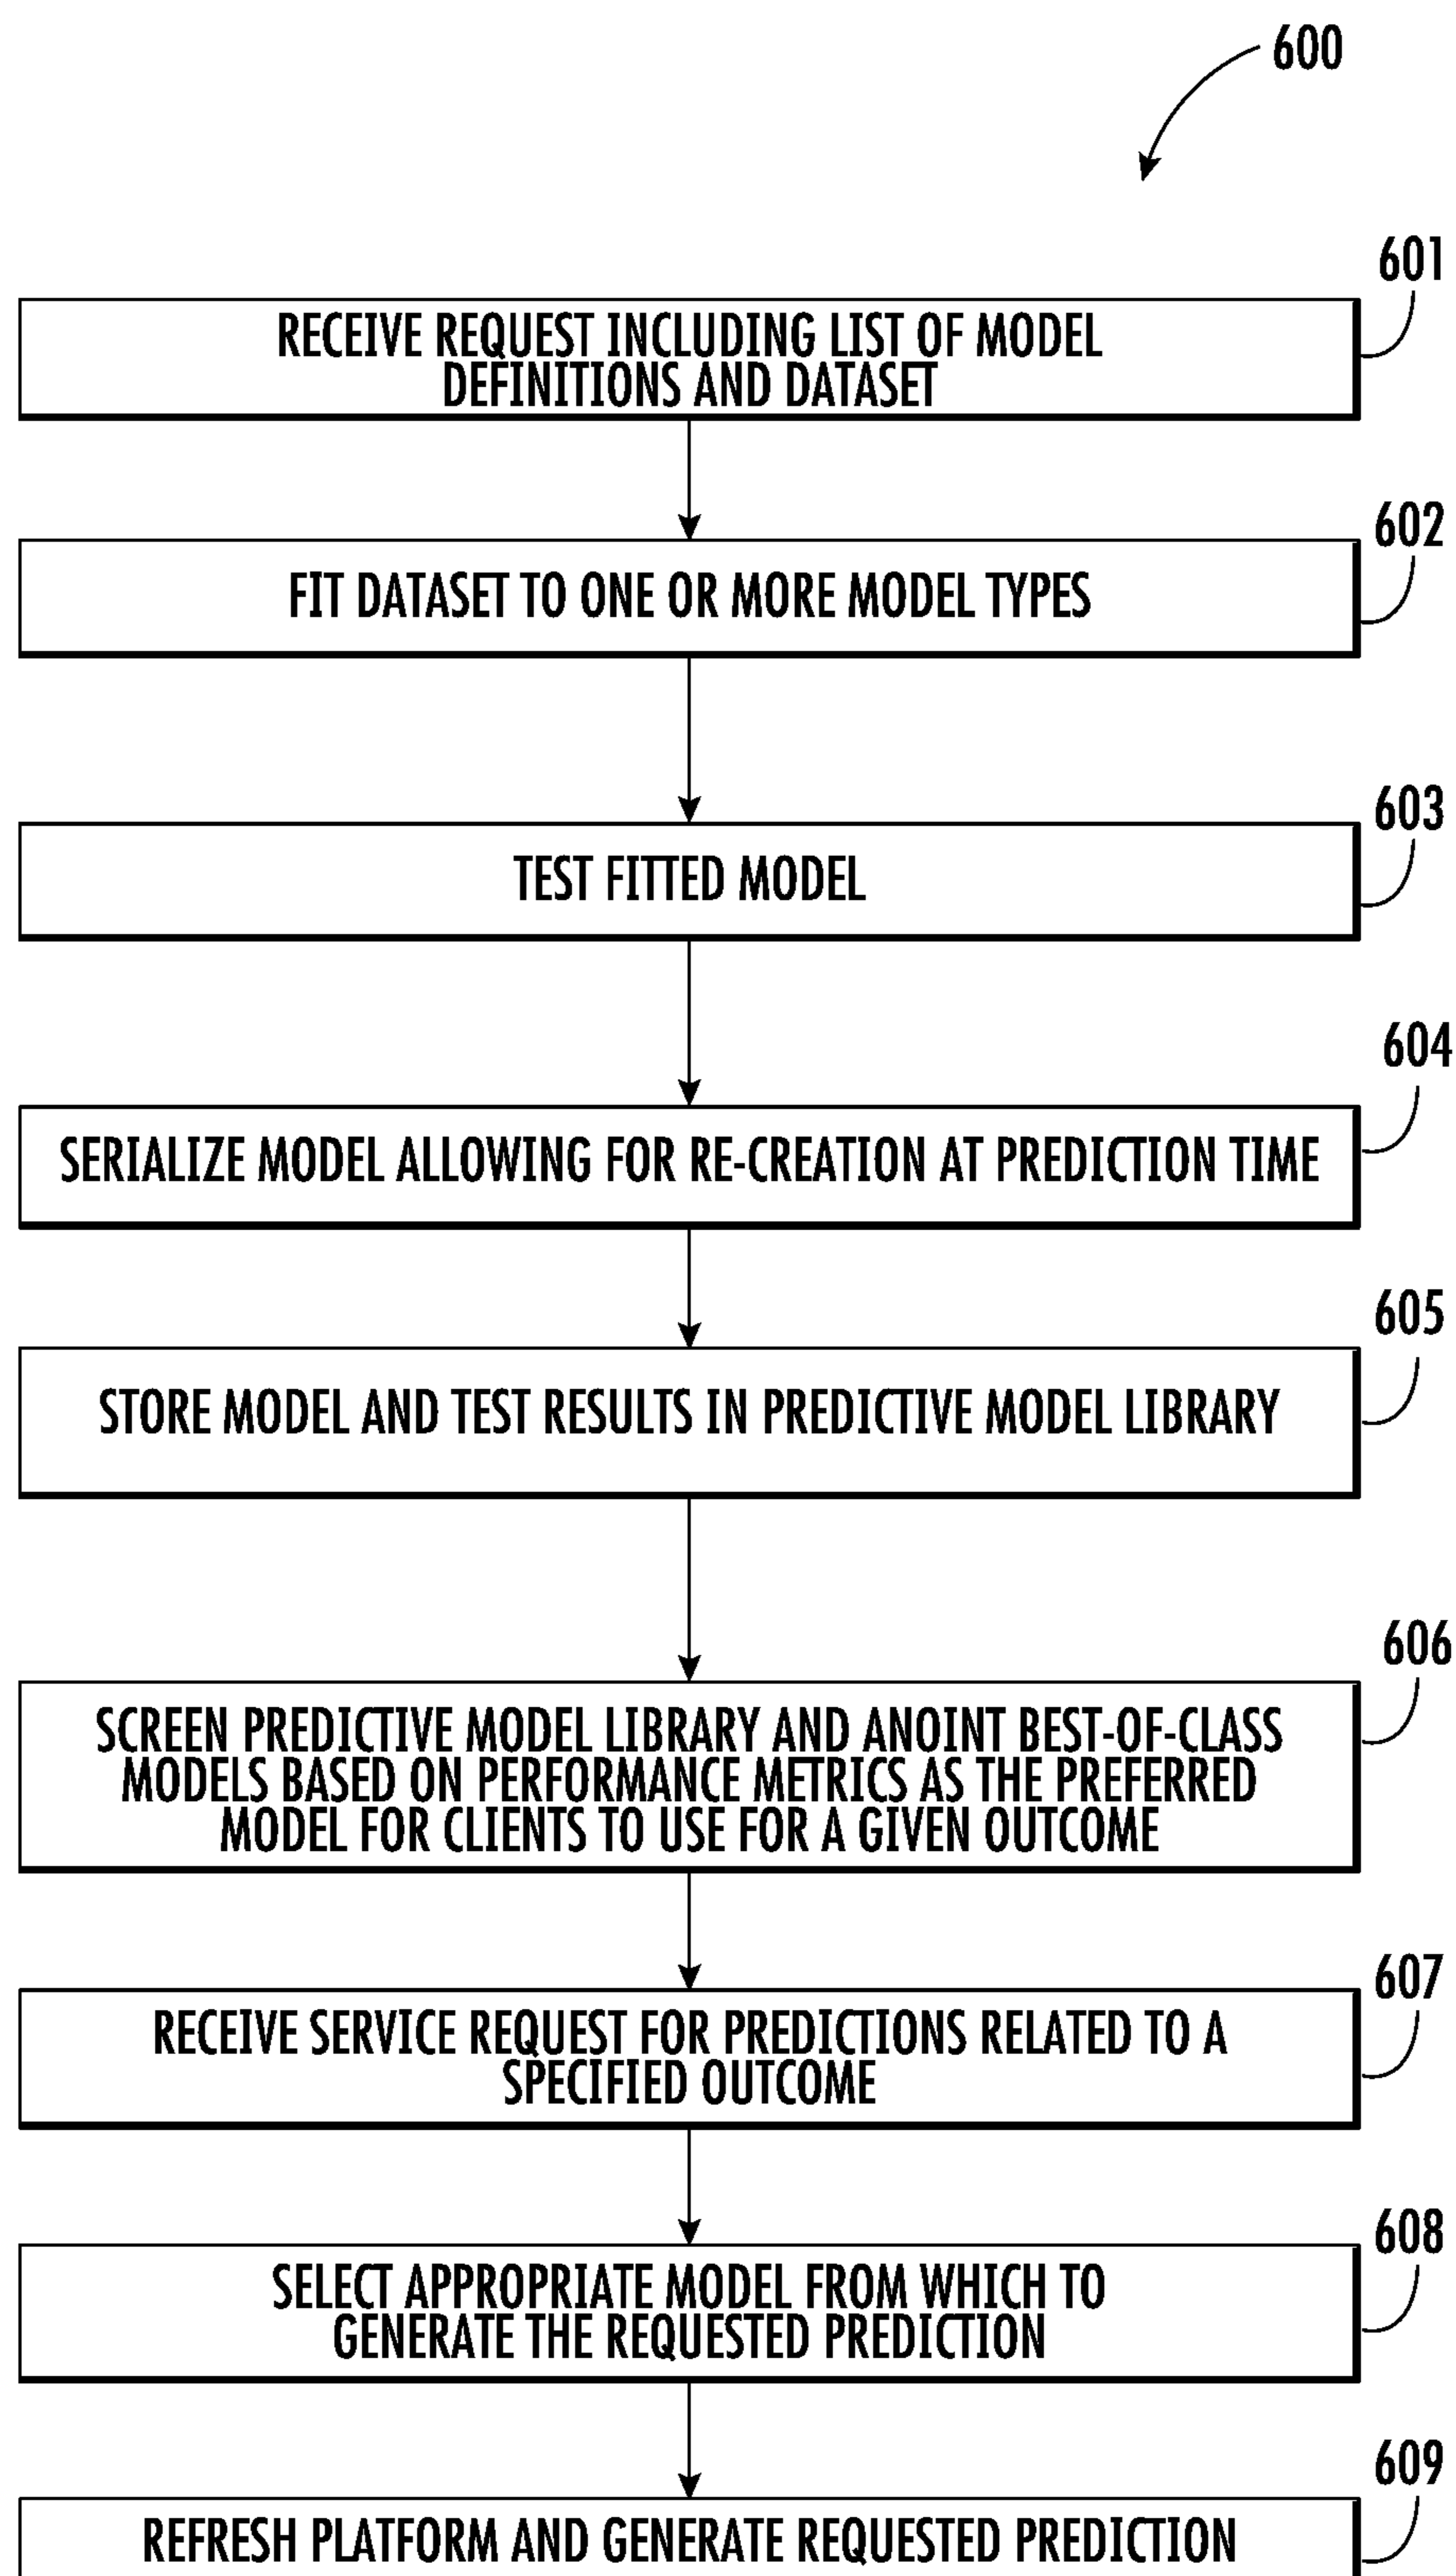 600
601
RECEIVE REQUEST INCLUDING LIST OF MODEL
DEFINITIONS AND DATASET
602
FIT DATASET TO ONE OR MORE MODEL TYPES
603
TEST FITTED MODEL
604
SERIALIZE MODEL ALLOWING FOR RE-CREATION AT PREDICTION TIME
605
STORE MODEL AND TEST RESULTS IN PREDICTIVE MODEL LIBRARY
606
SCREEN PREDICTIVE MODEL LIBRARY AND ANOINT BEST-OF-CLASS
MODELS BASED ON PERFORMANCE METRICS AS THE PREFERRED
MODEL FOR CLIENTS TO USE FOR A GIVEN OUTCOME
607
RECEIVE SERVICE REQUEST FOR PREDICTIONS RELATED TO A
SPECIFIED OUTCOME
608
SELECT APPROPRIATE MODEL FROM WHICH TO
GENERATE THE REQUESTED PREDICTION
609
REFRESH PLATFORM AND GENERATE REQUESTED PREDICTION